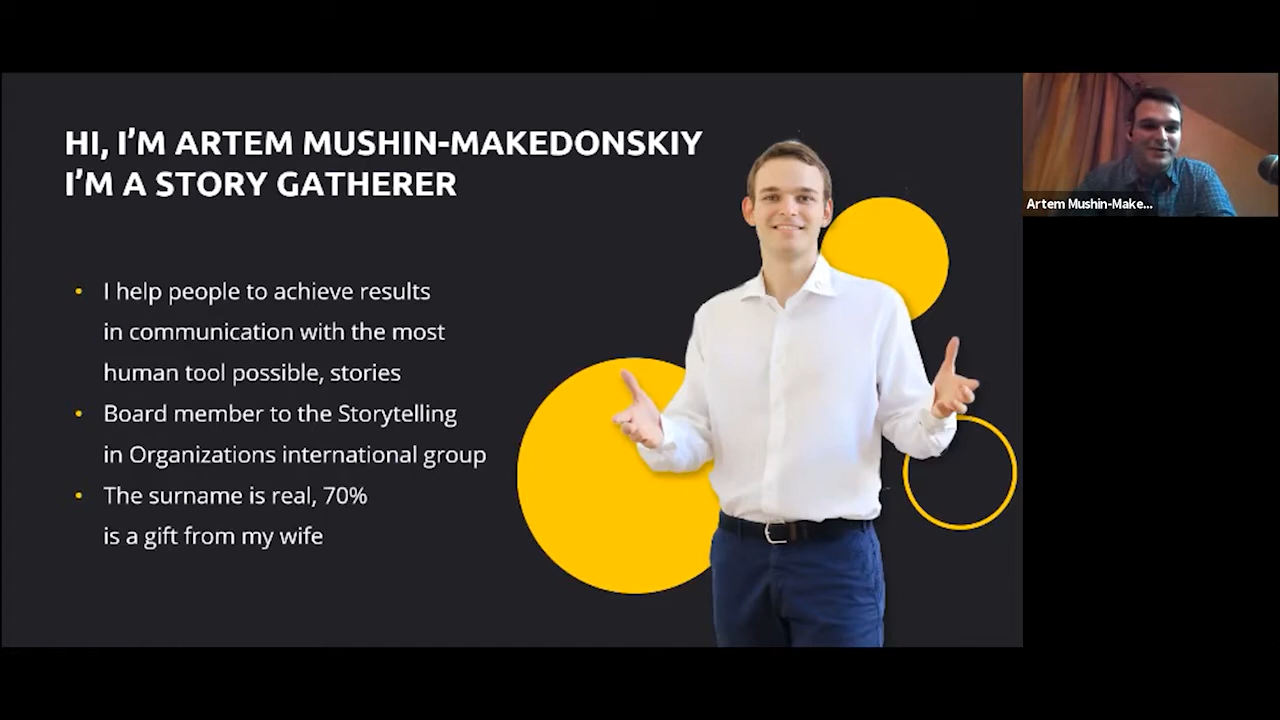 HI, I'M ARTEM MUSHIN-MAKEDONSKIY
I'M A STORY GATHERER
• I help people to achieve results
in communication with the most
human tool possible, stories
• Board member to the Storytelling
in Organizations international group
• The surname is real, 70%
is a gift from my wife
Artem Mushin-Make...